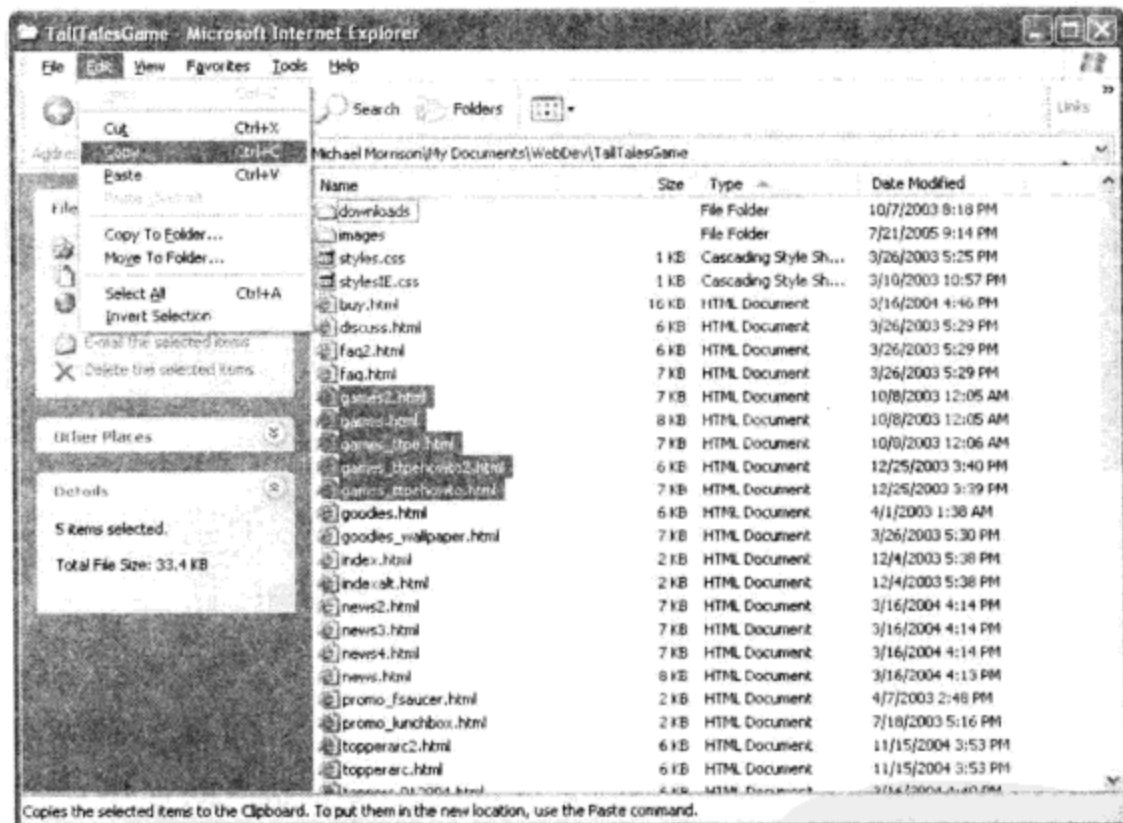 TallTalesGame Microsoft Internet Explorer
File Edit View Favorites Tools Help
Search Folders Links
Cut Ctrl+X
Copy Ctrl+C
Paste Ctrl+V
Copy To Folder...
Move To Folder...
Select All Ctrl+A
Invert Selection
Michael Morrison\My Documents\WebDev\TallTalesGame
E-mail the selected items
Delete the selected items
Other Places
Details
5 items selected.
Total File Size: 33.4 KB
Name Size Type Date Modified
downloads File Folder 10/7/2003 8:18 PM
images File Folder 7/21/2005 9:14 PM
styles.css 1 KB Cascading Style Sh... 3/26/2003 5:25 PM
stylesIE.css 1 KB Cascading Style Sh... 3/10/2003 10:57 PM
buy.html 16 KB HTML Document 3/16/2004 4:46 PM
discuss.html 6 KB HTML Document 3/26/2003 5:29 PM
faq2.html 6 KB HTML Document 3/26/2003 5:29 PM
faq.html 7 KB HTML Document 3/26/2003 5:29 PM
games2.html 7 KB HTML Document 10/8/2003 12:05 AM
games.html 8 KB HTML Document 10/8/2003 12:05 AM
games_ttpe.html 7 KB HTML Document 10/8/2003 12:06 AM
games_ttpehowto2.html 6 KB HTML Document 12/25/2003 3:40 PM
games_ttpehowto.html 7 KB HTML Document 12/25/2003 3:39 PM
goodies.html 6 KB HTML Document 4/1/2003 1:38 AM
goodies_wallpaper.html 7 KB HTML Document 3/26/2003 5:30 PM
index.html 2 KB HTML Document 12/4/2003 5:38 PM
indexalt.html 2 KB HTML Document 12/4/2003 5:38 PM
news2.html 7 KB HTML Document 3/16/2004 4:14 PM
news3.html 7 KB HTML Document 3/16/2004 4:14 PM
news4.html 7 KB HTML Document 3/16/2004 4:14 PM
news.html 8 KB HTML Document 3/16/2004 4:13 PM
promo_fsaucer.html 2 KB HTML Document 4/7/2003 2:48 PM
promo_lunchbox.html 2 KB HTML Document 7/18/2003 5:16 PM
topperarc2.html 6 KB HTML Document 11/15/2004 3:53 PM
topperarc.html 6 KB HTML Document 11/15/2004 3:53 PM
Copies the selected items to the Clipboard. To put them in the new location, use the Paste command.